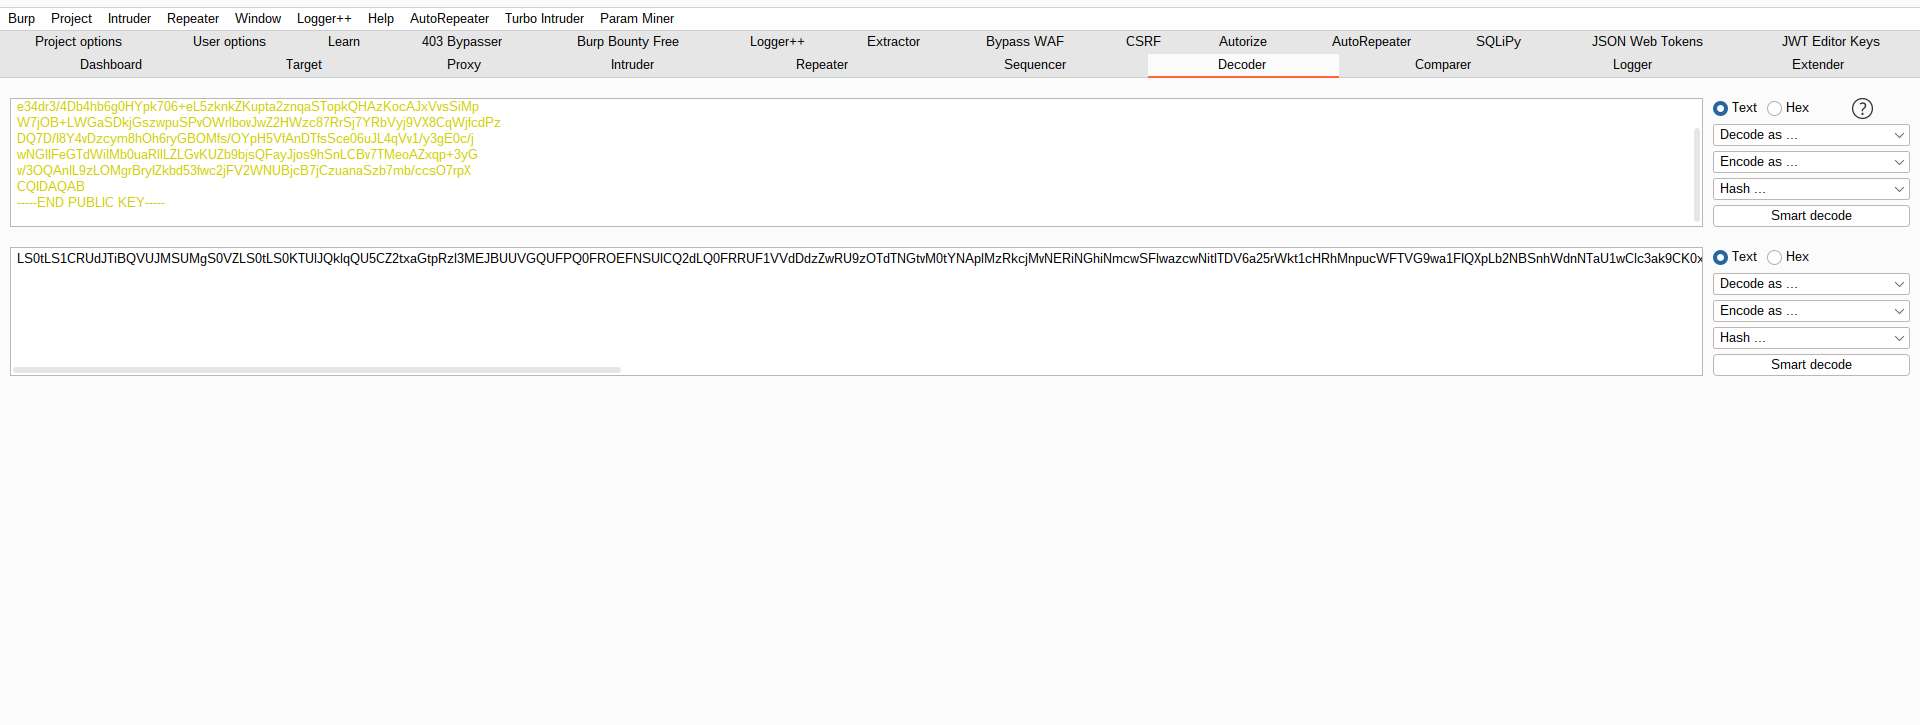 Burp Project Intruder Repeater Window Logger++ Help AutoRepeater Turbo Intruder Param Miner
Project options User options Learn 403 Bypasser Burp Bounty Free Logger++ Extractor Bypass WAF CSRF Autorize AutoRepeater SQLiPy JSON Web Tokens JWT Editor Keys
Dashboard Target Proxy Intruder Repeater Sequencer Decoder Comparer Logger Extender
e34dr3/4Db4hb6g0HYpk706+eL5zknkZKupta2znqaSTopkQHAzKocAJxVvsSiMp
W7jOB+LWGaSDkjGszwpuSPvOWrlbovJwZ2HWzc87RrSj7YRbVyj9VX8CqWjfcdPz
DQ7D/l8Y4vDzcym8hOh6ryGBOMfs/OYpH5VfAnDTfsSce06uJL4qVv1/y3gE0c/j
wNGIlFeGTdWilMb0uaRllLZLGvKUZb9bjsQFayJjos9hSnLCBv7TMeoAZxqp+3yG
v/3OQAnlL9zLOMgrBrylZkbd53fwc2jFV2WNUBjcB7jCzuanaSzb7mb/ccsO7rpX
CQIDAQAB
-----END PUBLIC KEY-----
Text Hex ?
Decode as ...
Encode as ...
Hash ...
Smart decode
LS0tLS1CRUdJTiBQVUJMSUMgS0VZLS0tLS0KTUlJQklqQU5CZ2txaGtpRzl3MEJBUUVGQUFPQ0FROEFNSUlCQ2dLQ0FRRUF1VVdDdzZwRU9zOTdTNGtvM0tYNAplMzRkcjMvNERiNGhiNmcwSFlwazcwNitlTDV6a25rWkt1cHRhMnpucWFTVG9wa1FIQXpLb2NBSnhWdnNTaU1wClc3ak9CK0x
Text Hex
Decode as ...
Encode as ...
Hash ...
Smart decode